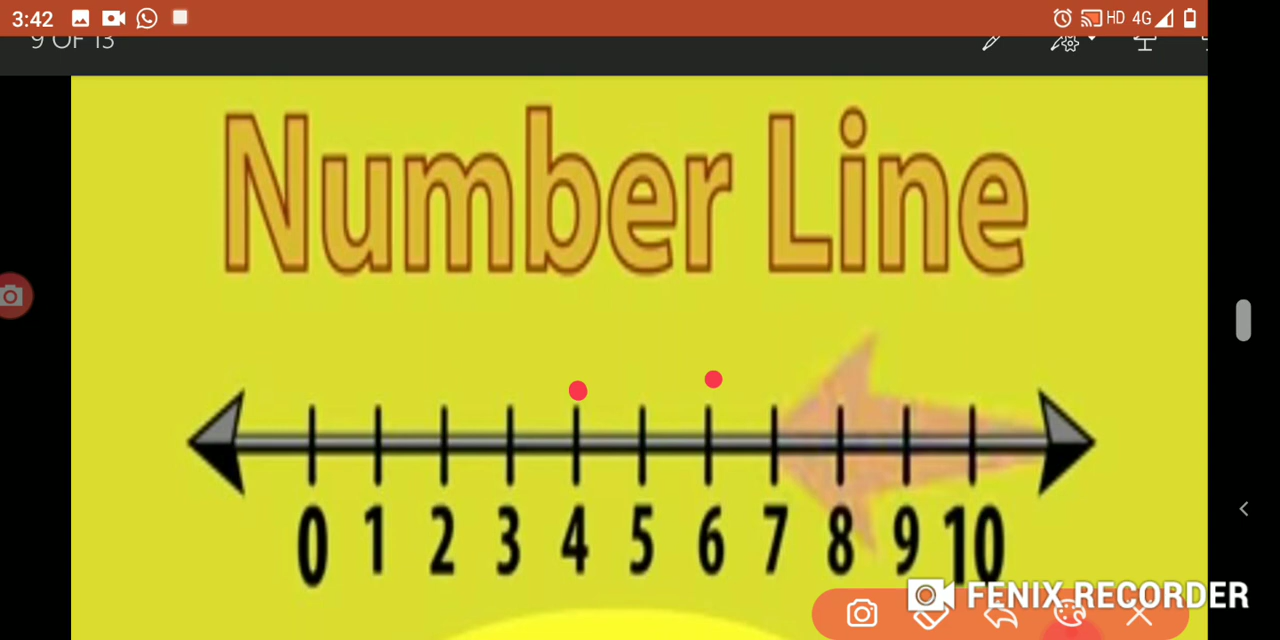 3:42 HD 4G
9 OF 13
Number Line
0 1 2 3 4 5 6 7 8 9 10
FENIX RECORDER